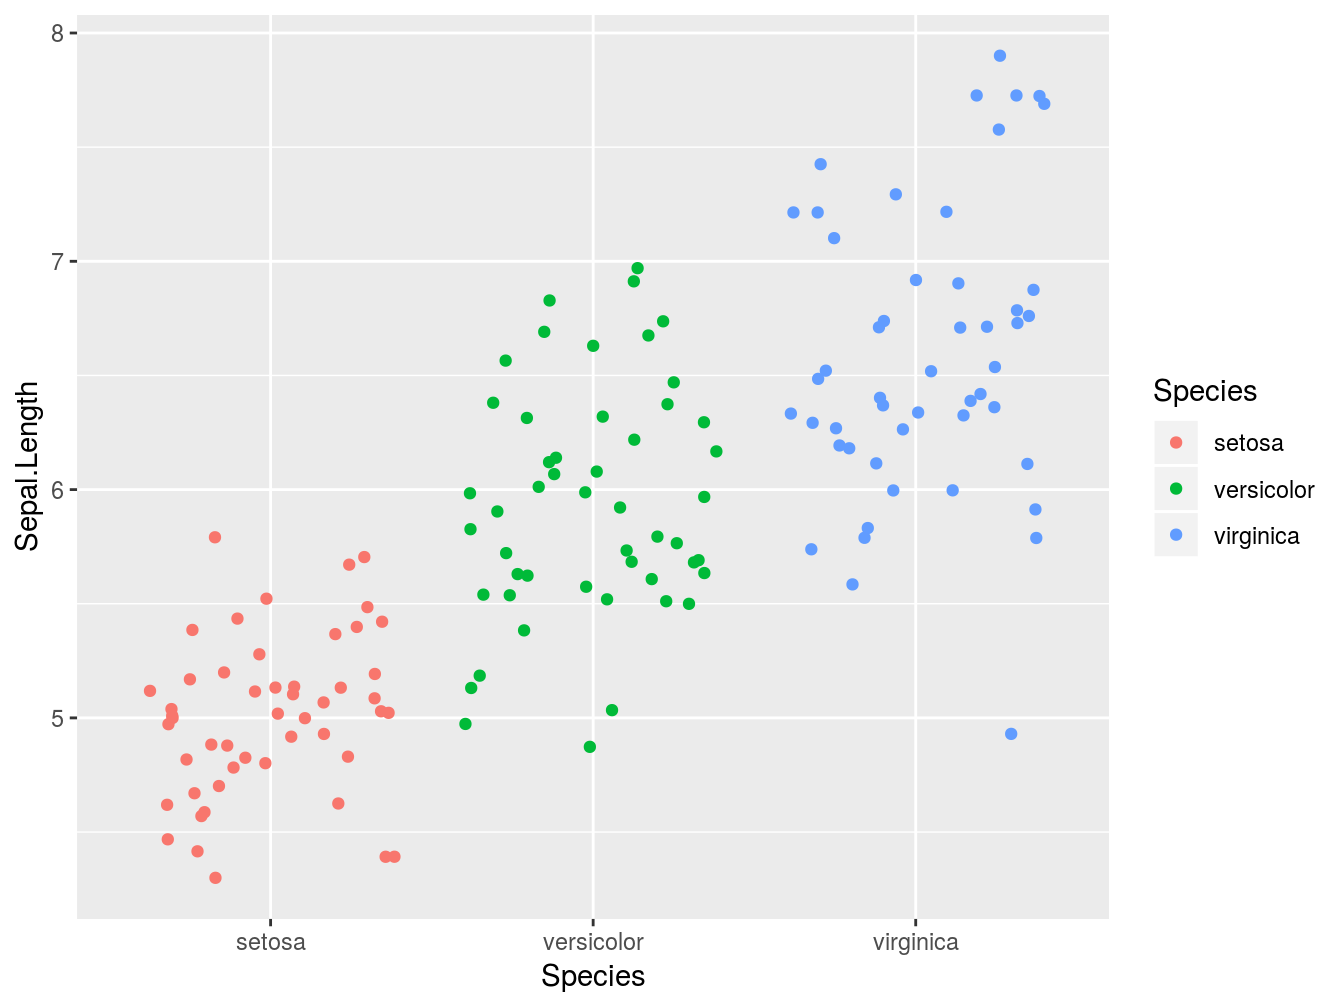 8
7
6
5
Sepal.Length
setosa
versicolor
virginica
Species
Species
setosa
versicolor
virginica